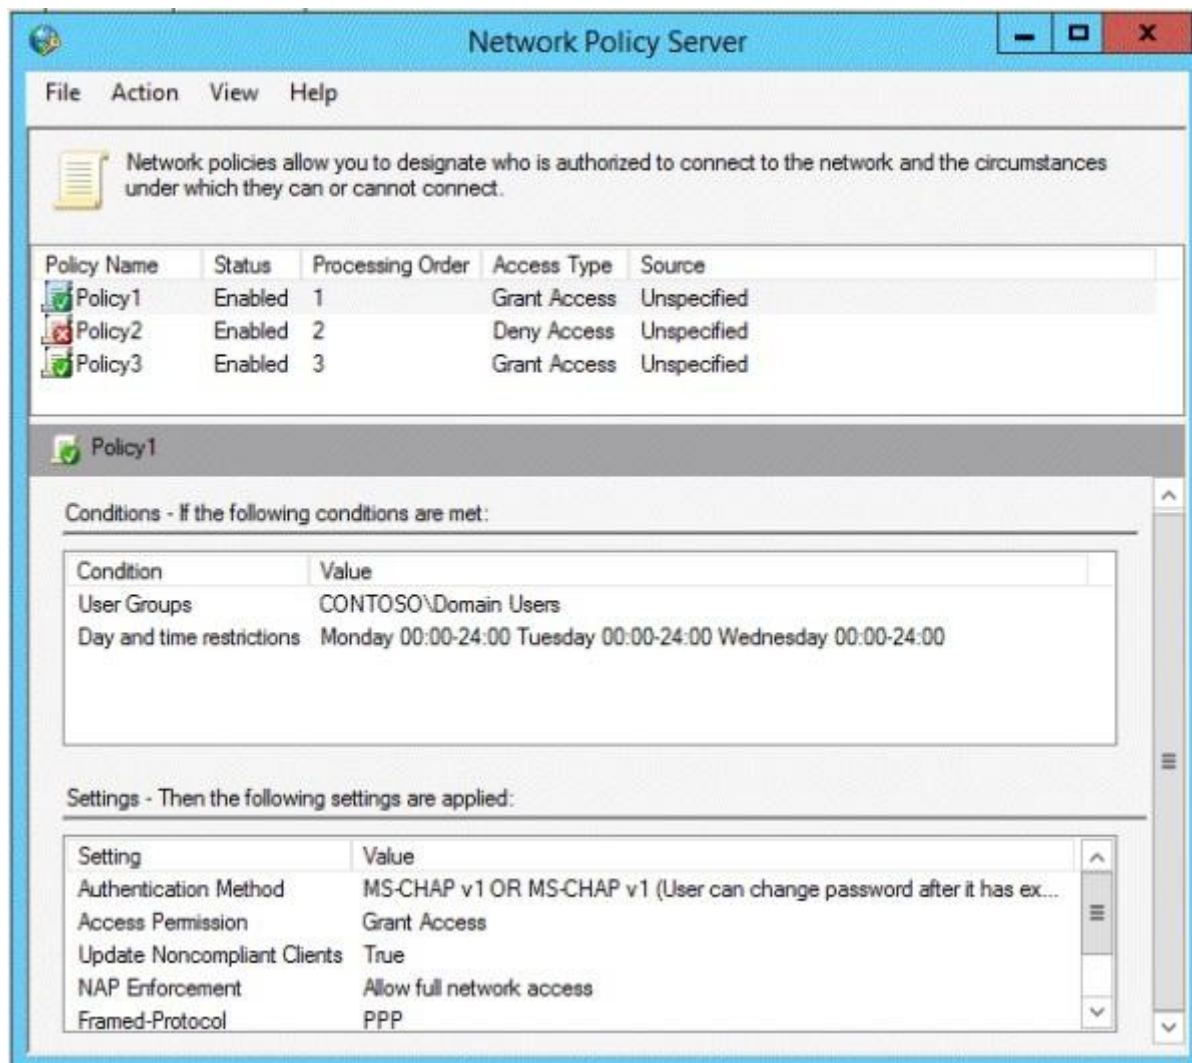 Network Policy Server
File Action View Help
Network policies allow you to designate who is authorized to connect to the network and the circumstances
under which they can or cannot connect.
Policy Name Status Processing Order Access Type Source
Policy1 Enabled 1 Grant Access Unspecified
Policy2 Enabled 2 Deny Access Unspecified
Policy3 Enabled 3 Grant Access Unspecified
Policy1
Conditions - If the following conditions are met:
Condition Value
User Groups CONTOSO\Domain Users
Day and time restrictions Monday 00:00-24:00 Tuesday 00:00-24:00 Wednesday 00:00-24:00
Settings - Then the following settings are applied:
Setting Value
Authentication Method MS-CHAP v1 OR MS-CHAP v1 (User can change password after it has ex...
Access Permission Grant Access
Update Noncompliant Clients True
NAP Enforcement Allow full network access
Framed-Protocol PPP